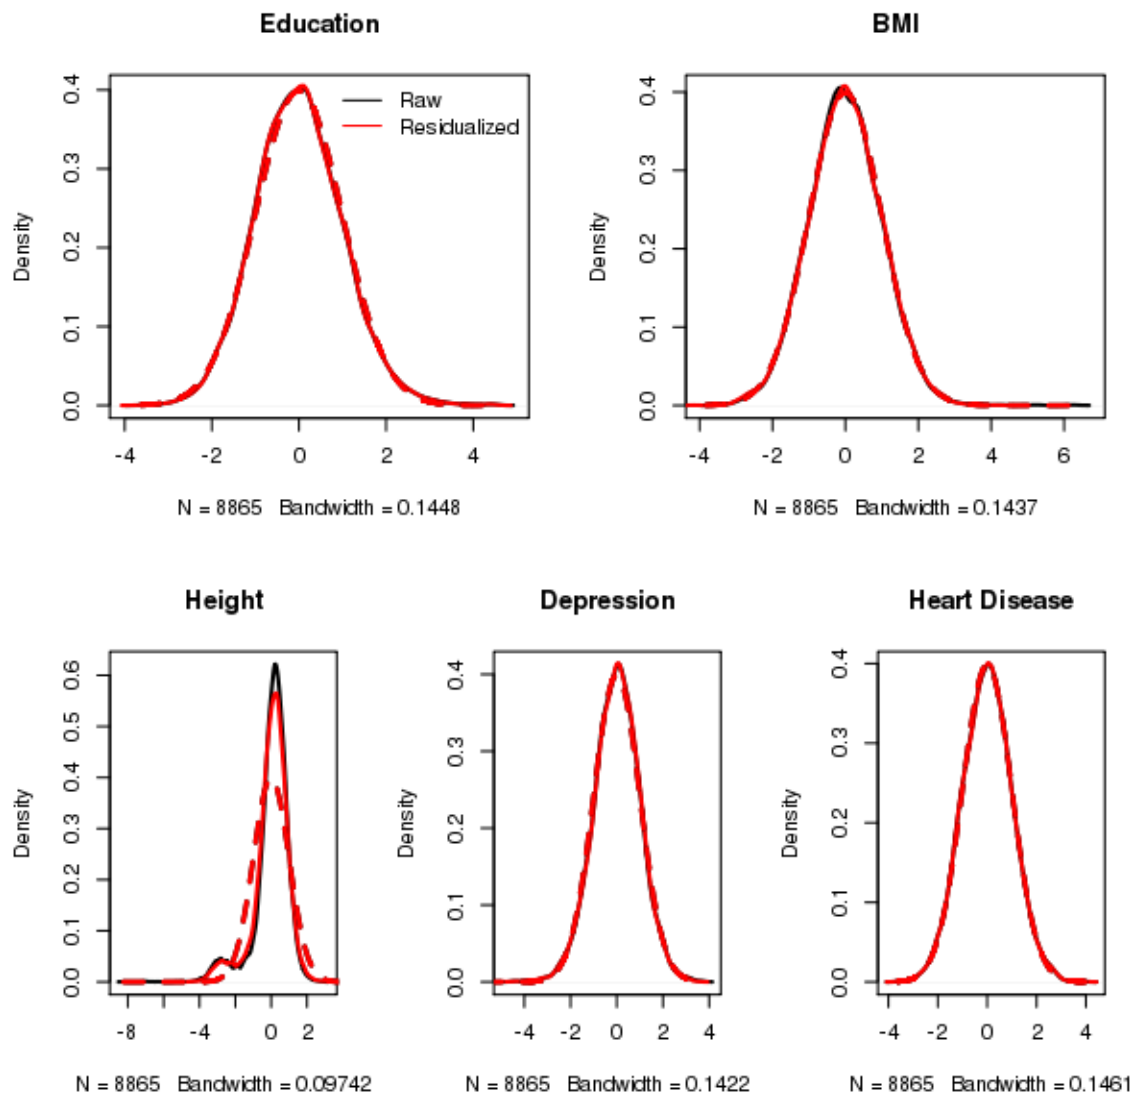 Education
Density
0.0 0.1 0.2 0.3 0.4
Raw
Residualized
-4 -2 0 2 4
N = 8865 Bandwidth = 0.1448
BMI
Density
0.0 0.1 0.2 0.3 0.4
-4 -2 0 2 4 6
N = 8865 Bandwidth = 0.1437
Height
Density
0.0 0.1 0.2 0.3 0.4 0.5 0.6
-8 -4 0 2
N = 8865 Bandwidth = 0.09742
Depression
Density
0.0 0.1 0.2 0.3 0.4
-4 -2 0 2 4
N = 8865 Bandwidth = 0.1422
Heart Disease
Density
0.0 0.1 0.2 0.3 0.4
-4 -2 0 2 4
N = 8865 Bandwidth = 0.1461